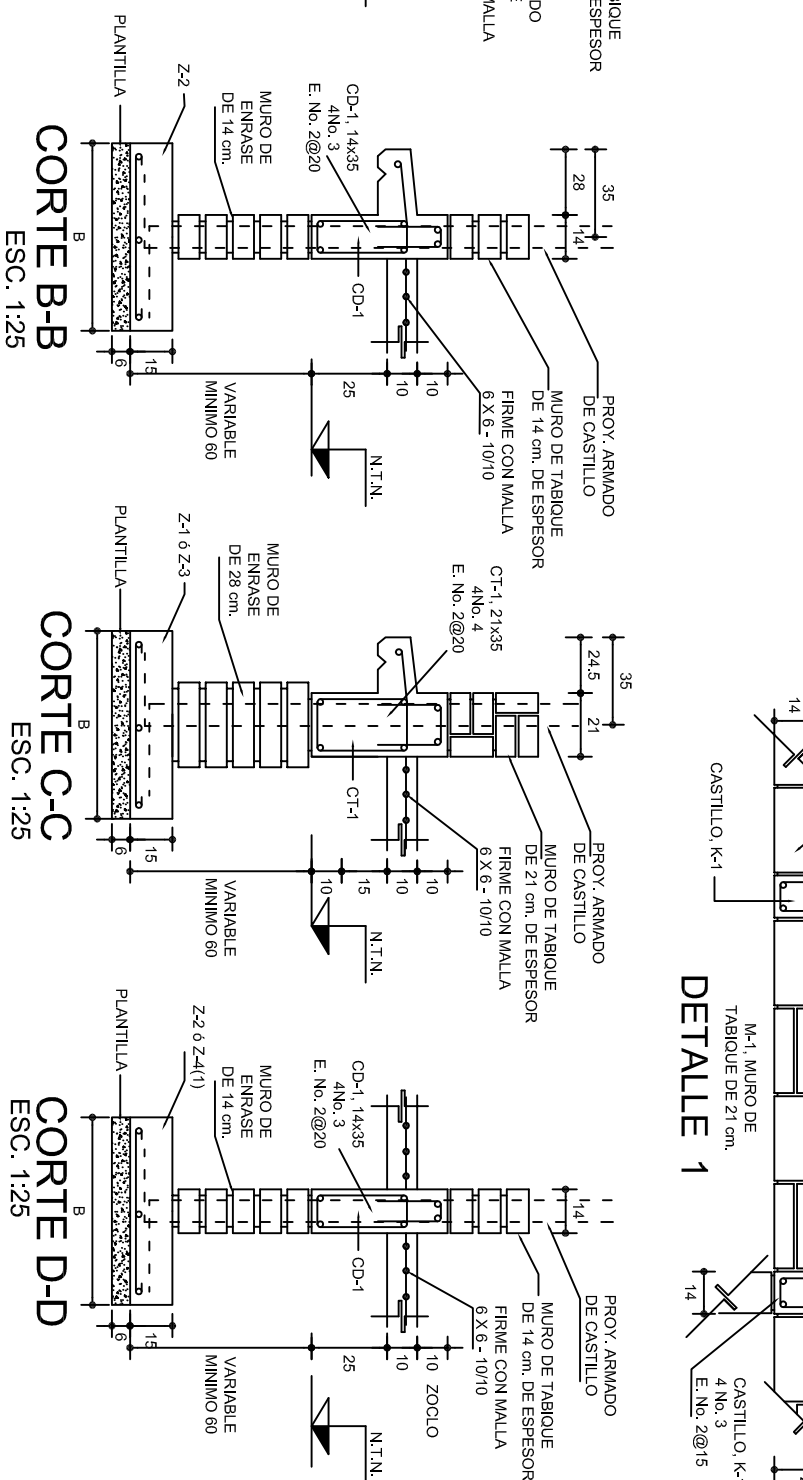 BIQUE
ESPESOR
DO
MALLA
35
28
14
PROY. ARMADO
DE CASTILLO
MURO DE TABIQUE
DE 14 cm. DE ESPESOR
FIRME CON MALLA
6 X 6 - 10/10
CD-1, 14x35
4No. 3
E. No. 2@20
CD-1
MURO DE
ENRASE
DE 14 cm.
Z-2
PLANTILLA
10
10
25
N.T.N.
VARIABLE
MINIMO 60
15
6
B
CORTE B-B
ESC. 1:25
35
24.5
21
PROY. ARMADO
DE CASTILLO
MURO DE TABIQUE
DE 21 cm. DE ESPESOR
FIRME CON MALLA
6 X 6 - 10/10
CT-1, 21x35
4No. 4
E. No. 2@20
CT-1
MURO DE
ENRASE
DE 28 cm.
Z-1 ó Z-3
PLANTILLA
10
10
15
10
N.T.N.
VARIABLE
MINIMO 60
15
6
B
CORTE C-C
ESC. 1:25
14
PROY. ARMADO
DE CASTILLO
MURO DE TABIQUE
DE 14 cm. DE ESPESOR
FIRME CON MALLA
6 X 6 - 10/10
CD-1, 14x35
4No. 3
E. No. 2@20
CD-1
MURO DE
ENRASE
DE 14 cm.
Z-2 ó Z-4(1)
PLANTILLA
ZOCLO
10
10
25
N.T.N.
VARIABLE
MINIMO 60
15
6
B
CORTE D-D
ESC. 1:25
14
CASTILLO, K-1
M-1, MURO DE
TABIQUE DE 21 cm.
14
CASTILLO, K-
4 No. 3
E. No. 2@15
DETALLE 1